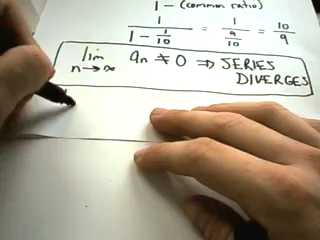 1 - (common ratio)
1 / (1 - 1/10) = 1 / (9/10) = 10/9
lim n→∞ an ≠ 0 ⇒ SERIES
DIVERGES